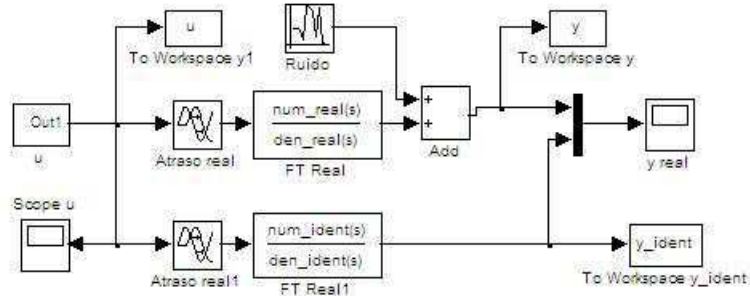 u
To Workspace y1
Ruido
y
To Workspace y
Out1
u
Atraso real
num_real(s)
den_real(s)
FT Real
+
+
Add
y real
Scope u
Atraso real1
num_ident(s)
den_ident(s)
FT Real1
y_ident
To Workspace y_ident